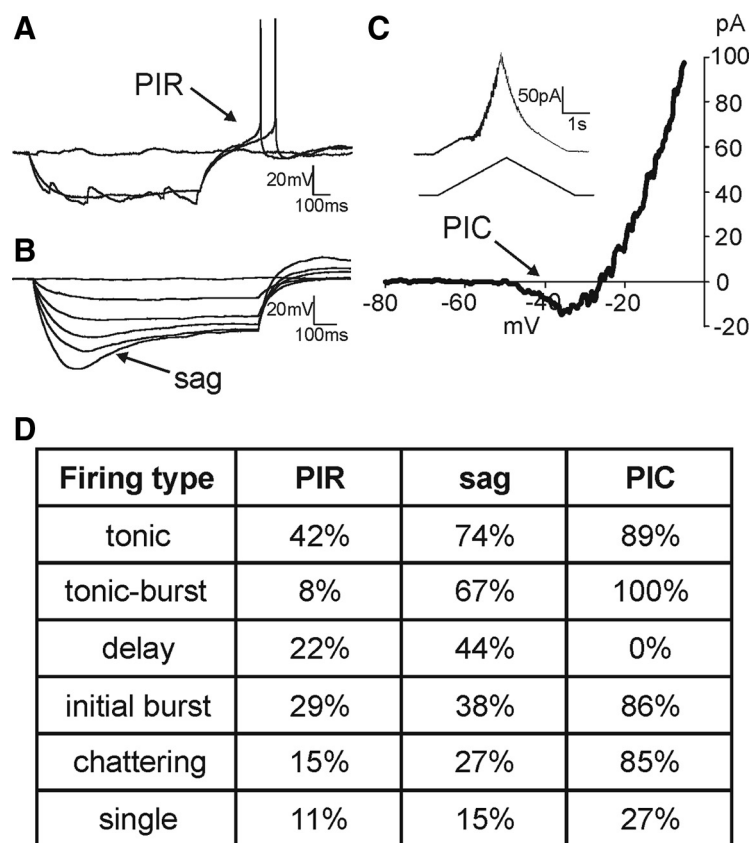 A
PIR
20mV
100ms
B
20mV
100ms
sag
C
pA
50pA
1s
PIC
100
80
60
40
20
0
-20
-80 -60 -40 -20
mV
D
Firing type PIR sag PIC
tonic 42% 74% 89%
tonic-burst 8% 67% 100%
delay 22% 44% 0%
initial burst 29% 38% 86%
chattering 15% 27% 85%
single 11% 15% 27%